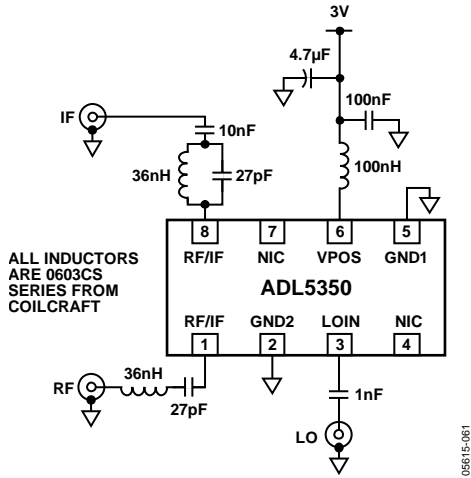 3V
4.7µF
100nF
IF
10nF
36nH
27pF
100nH
8
7
6
5
RF/IF
NIC
VPOS
GND1
ALL INDUCTORS
ARE 0603CS
SERIES FROM
COILCRAFT
ADL5350
RF/IF
GND2
LOIN
NIC
1
2
3
4
36nH
RF
27pF
1nF
LO
05615-061